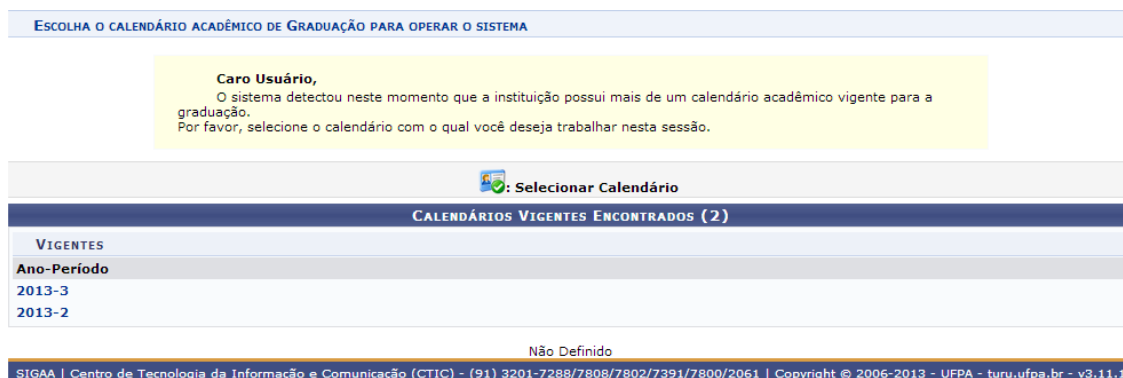 ESCOLHA O CALENDÁRIO ACADÊMICO DE GRADUAÇÃO PARA OPERAR O SISTEMA
Caro Usuário,
O sistema detectou neste momento que a instituição possui mais de um calendário acadêmico vigente para a
graduação.
Por favor, selecione o calendário com o qual você deseja trabalhar nesta sessão.
: Selecionar Calendário
CALENDÁRIOS VIGENTES ENCONTRADOS (2)
VIGENTES
Ano-Período
2013-3
2013-2
Não Definido
SIGAA | Centro de Tecnologia da Informação e Comunicação (CTIC) - (91) 3201-7288/7808/7802/7391/7800/2061 | Copyright © 2006-2013 - UFPA - turu.ufpa.br - v3.11.1